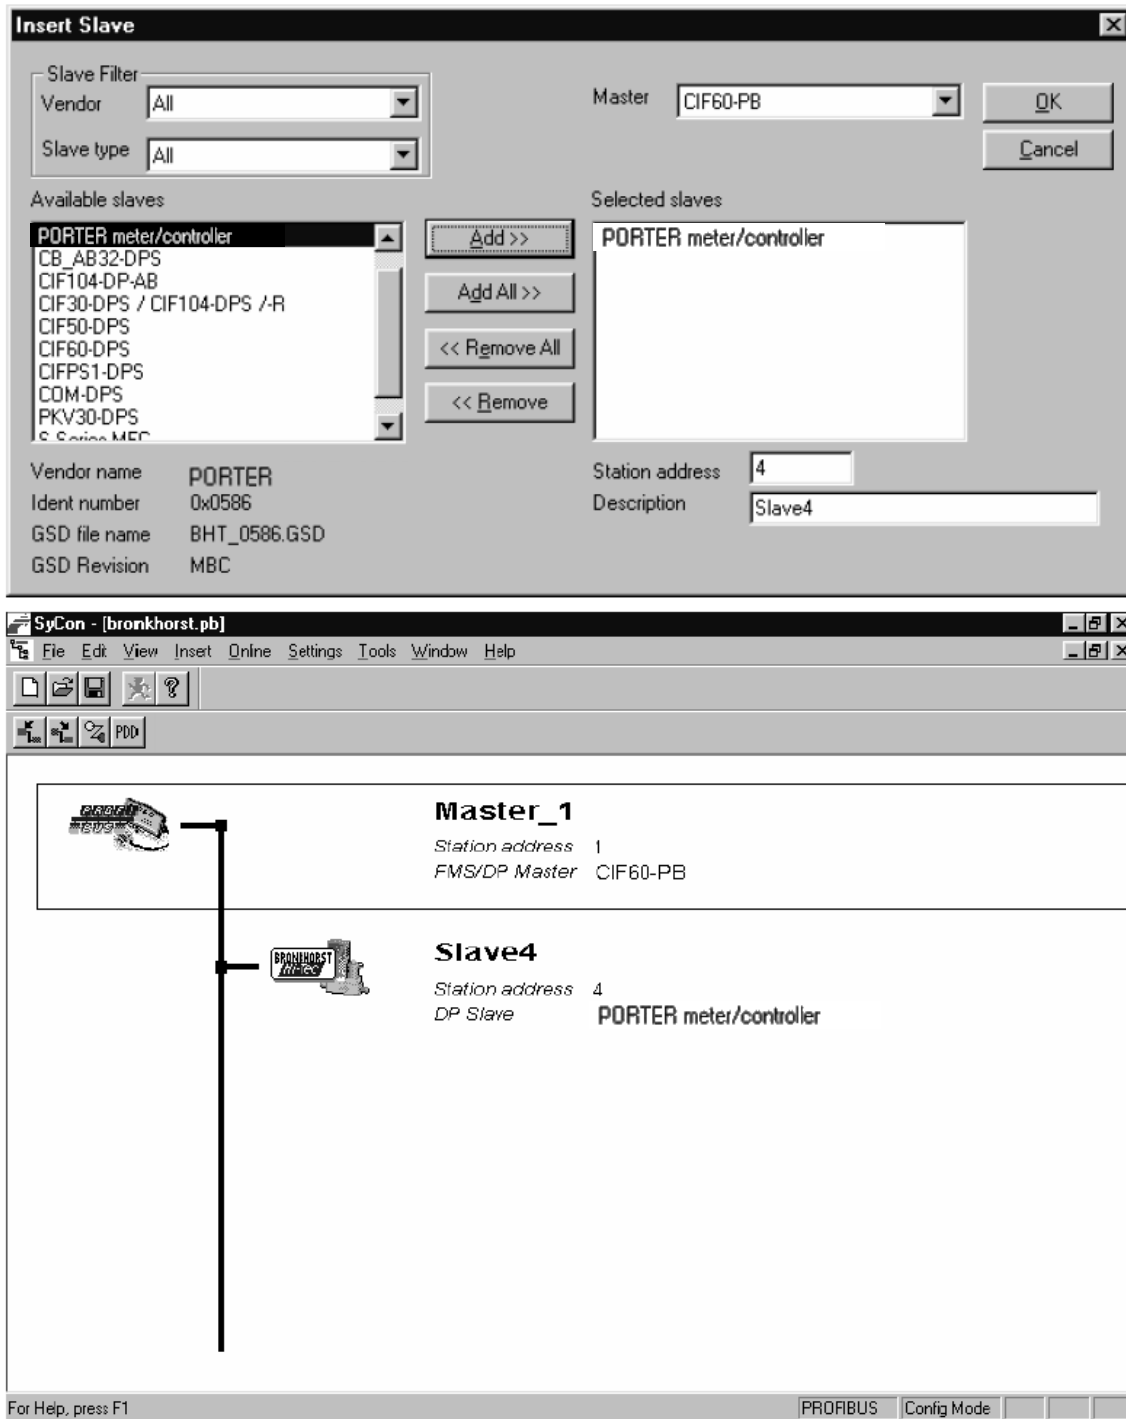 Insert Slave
Slave Filter
Vendor All
Slave type All
Master CIF60-PB
OK
Cancel
Available slaves
PORTER meter/controller
CB_AB32-DPS
CIF104-DP-AB
CIF30-DPS / CIF104-DPS /-R
CIF50-DPS
CIF60-DPS
CIFPS1-DPS
COM-DPS
PKV30-DPS
S-Series MFC
Add >>
Add All >>
<< Remove All
<< Remove
Selected slaves
PORTER meter/controller
Vendor name PORTER
Ident number 0x0586
GSD file name BHT_0586.GSD
GSD Revision MBC
Station address 4
Description Slave4
SyCon - [bronkhorst.pb]
File Edit View Insert Online Settings Tools Window Help
PDD
Master_1
Station address 1
FMS/DP Master CIF60-PB
BRONKHORST
HI-TEC
Slave4
Station address 4
DP Slave PORTER meter/controller
For Help, press F1
PROFIBUS Config Mode